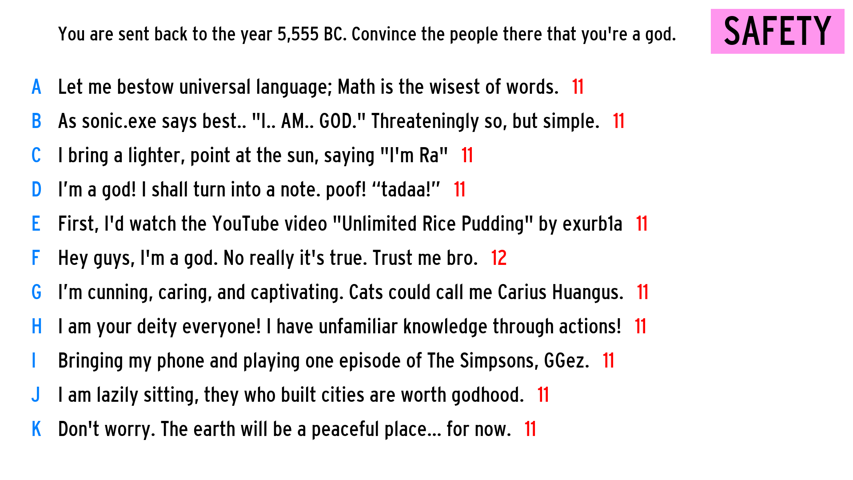 You are sent back to the year 5,555 BC. Convince the people there that you're a god.
SAFETY
A Let me bestow universal language; Math is the wisest of words. 11
B As sonic.exe says best.. "I.. AM.. GOD." Threateningly so, but simple. 11
C I bring a lighter, point at the sun, saying "I'm Ra" 11
D I’m a god! I shall turn into a note. poof! “tadaa!” 11
E First, I'd watch the YouTube video "Unlimited Rice Pudding" by exurb1a 11
F Hey guys, I'm a god. No really it's true. Trust me bro. 12
G I’m cunning, caring, and captivating. Cats could call me Carius Huangus. 11
H I am your deity everyone! I have unfamiliar knowledge through actions! 11
I Bringing my phone and playing one episode of The Simpsons, GGez. 11
J I am lazily sitting, they who built cities are worth godhood. 11
K Don't worry. The earth will be a peaceful place... for now. 11